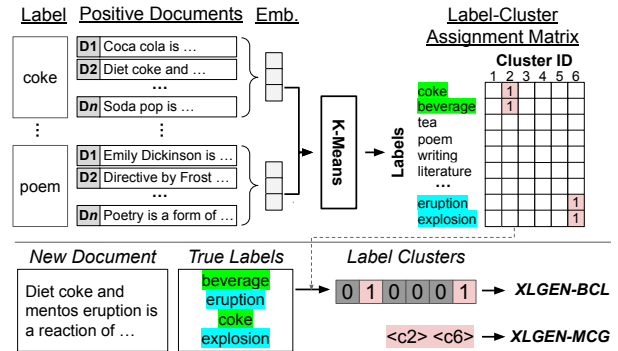 Label Positive Documents Emb. Label-Cluster
Assignment Matrix
Cluster ID
1 2 3 4 5 6
coke
D1 Coca cola is …
D2 Diet coke and …
…
Dn Soda pop is …
⋮ ⋮
poem
D1 Emily Dickinson is …
D2 Directive by Frost …
…
Dn Poetry is a form of …
K-Means
Labels
coke 1
beverage 1
tea
poem
writing
literature
…
eruption 1
explosion 1
New Document True Labels Label Clusters
Diet coke and
mentos eruption is
a reaction of …
beverage
eruption
coke
explosion
0 1 0 0 0 1 XLGEN-BCL
<c2> <c6> XLGEN-MCG